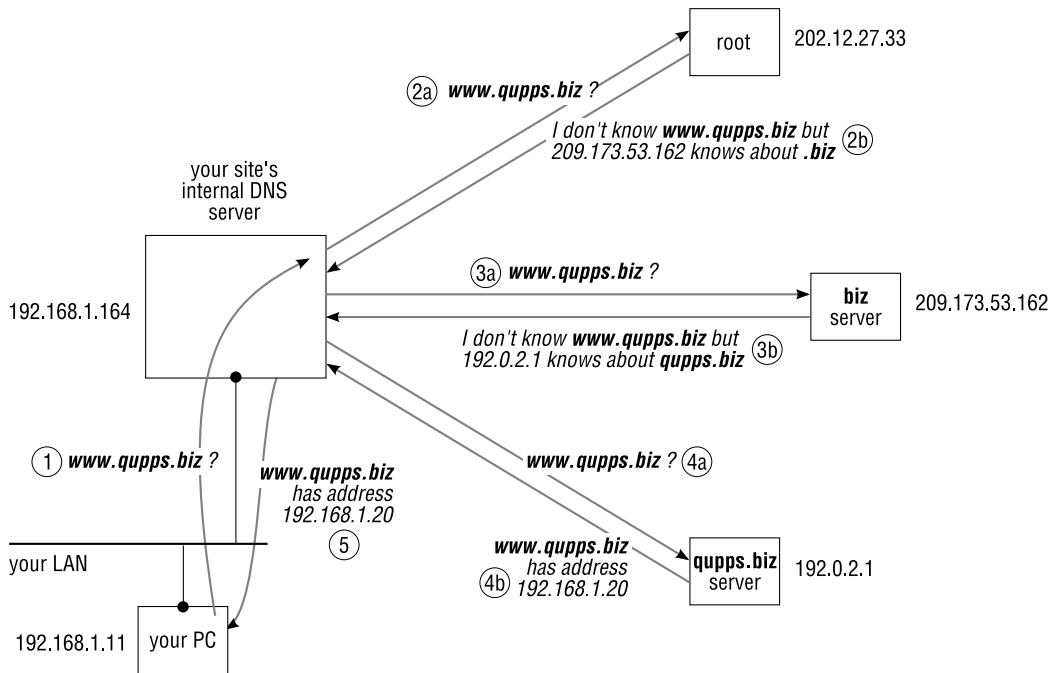 root
202.12.27.33
2a www.qupps.biz ?
I don't know www.qupps.biz but
209.173.53.162 knows about .biz
2b
your site's
internal DNS
server
192.168.1.164
3a www.qupps.biz ?
biz
server
209.173.53.162
I don't know www.qupps.biz but
192.0.2.1 knows about qupps.biz
3b
1 www.qupps.biz ?
www.qupps.biz
has address
192.168.1.20
5
www.qupps.biz ? 4a
www.qupps.biz
has address
192.168.1.20
4b
qupps.biz
server
192.0.2.1
your LAN
192.168.1.11
your PC